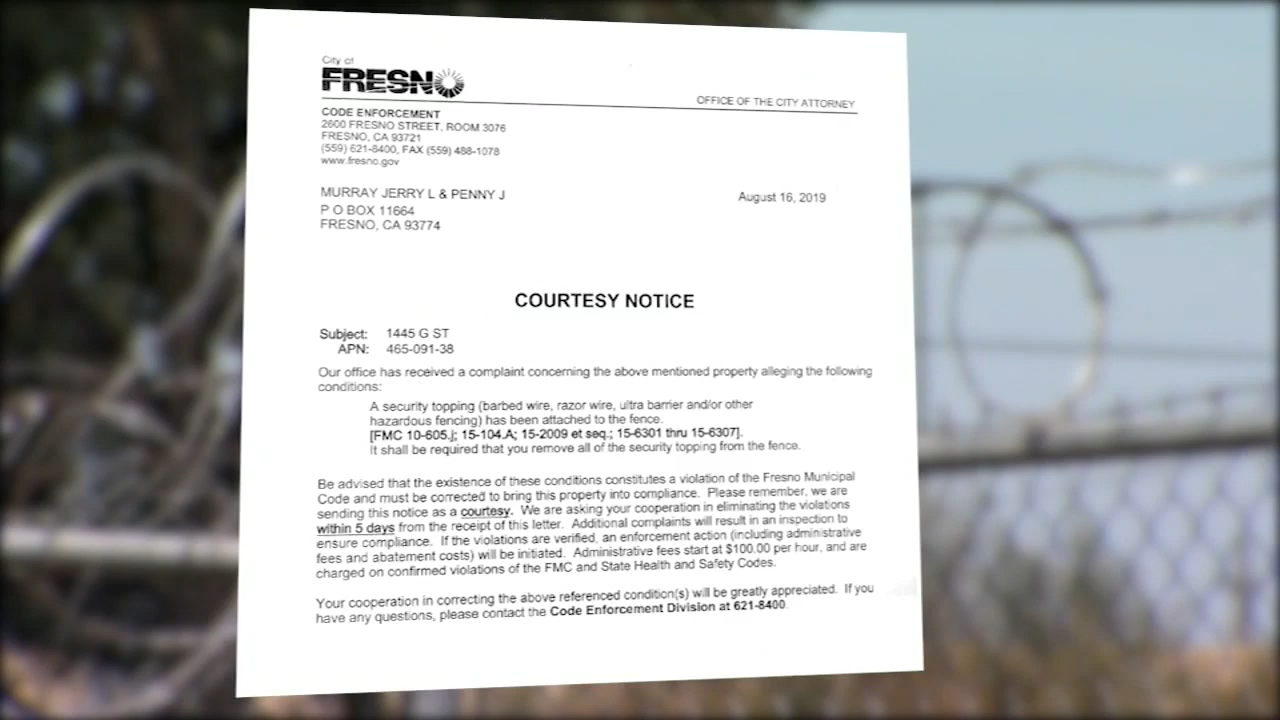 City of
FRESNO
OFFICE OF THE CITY ATTORNEY
CODE ENFORCEMENT
2600 FRESNO STREET, ROOM 3076
FRESNO, CA 93721
(559) 621-8400, FAX (559) 488-1078
www.fresno.gov
MURRAY JERRY L & PENNY J
August 16, 2019
P O BOX 11664
FRESNO, CA 93774
COURTESY NOTICE
Subject: 1445 G ST
APN: 465-091-38
Our office has received a complaint concerning the above mentioned property alleging the following
conditions:
A security topping (barbed wire, razor wire, ultra barrier and/or other
hazardous fencing) has been attached to the fence.
[FMC 10-605.j; 15-104.A; 15-2009 et seq.; 15-6301 thru 15-6307].
It shall be required that you remove all of the security topping from the fence.
Be advised that the existence of these conditions constitutes a violation of the Fresno Municipal
Code and must be corrected to bring this property into compliance. Please remember, we are
sending this notice as a courtesy. We are asking your cooperation in eliminating the violations
within 5 days from the receipt of this letter. Additional complaints will result in an inspection to
ensure compliance. If the violations are verified, an enforcement action (including administrative
fees and abatement costs) will be initiated. Administrative fees start at $100.00 per hour, and are
charged on confirmed violations of the FMC and State Health and Safety Codes.
Your cooperation in correcting the above referenced condition(s) will be greatly appreciated. If you
have any questions, please contact the Code Enforcement Division at 621-8400.